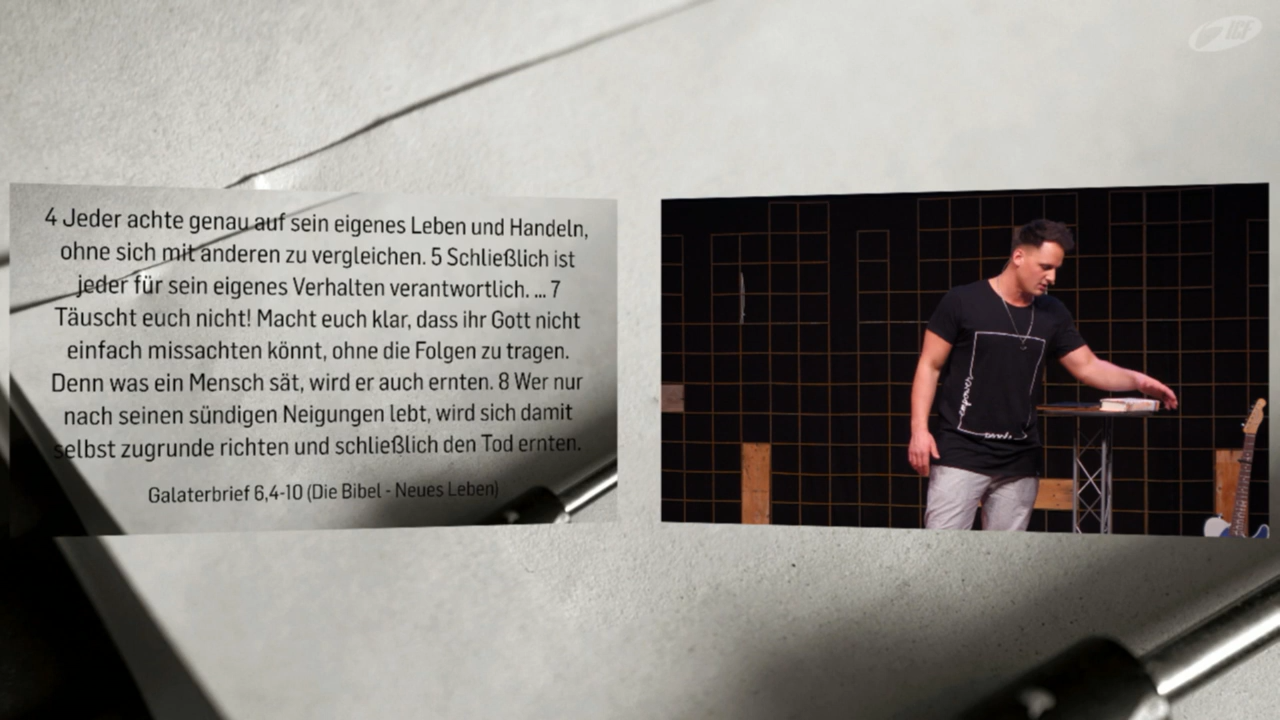 4 Jeder achte genau auf sein eigenes Leben und Handeln,
ohne sich mit anderen zu vergleichen. 5 Schließlich ist
jeder für sein eigenes Verhalten verantwortlich. ... 7
Täuscht euch nicht! Macht euch klar, dass ihr Gott nicht
einfach missachten könnt, ohne die Folgen zu tragen.
Denn was ein Mensch sät, wird er auch ernten. 8 Wer nur
nach seinen sündigen Neigungen lebt, wird sich damit
selbst zugrunde richten und schließlich den Tod ernten.
Galaterbrief 6,4-10 (Die Bibel - Neues Leben)
ICF